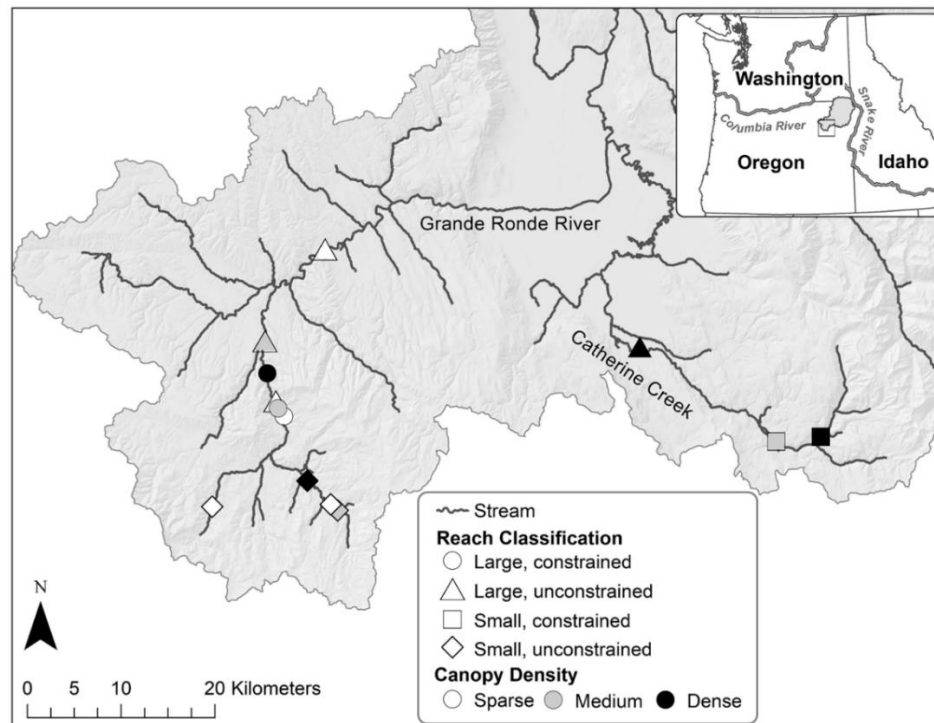 Washington
Columbia River
Snake River
Oregon
Idaho
Grande Ronde River
Catherine Creek
Stream
Reach Classification
Large, constrained
Large, unconstrained
Small, constrained
Small, unconstrained
Canopy Density
Sparse Medium Dense
N
0 5 10 20 Kilometers